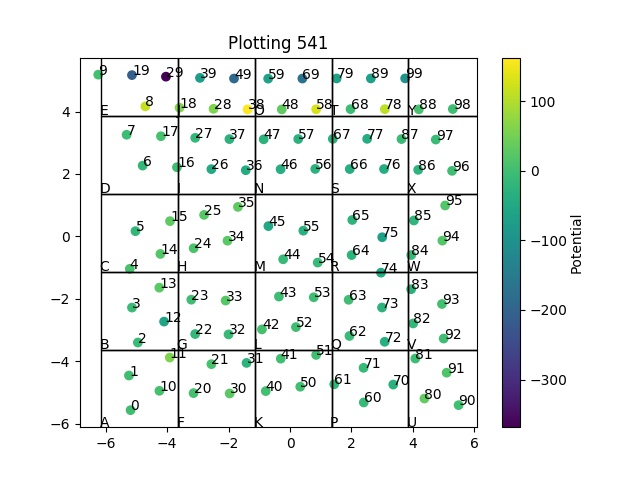 Plotting 541
9 19 29 39 49 59 69 79 89 99
8 18 28 38 48 58 68 78 88 98
E J O T Y
7 17 27 37 47 57 67 77 87 97
6 16 26 36 46 56 66 76 86 96
D I N S X
5 15 25 35 45 55 65 75 85 95
4 14 24 34 44 54 64 74 84 94
C H M R W
3 13 23 33 43 53 63 73 83 93
2 12 22 32 42 52 62 72 82 92
B G L Q V
1 11 21 31 41 51 61 71 81 91
0 10 20 30 40 50 60 70 80 90
A F K P U
4
2
0
−2
−4
−6
−6 −4 −2 0 2 4 6
100
0
−100
−200
−300
Potential